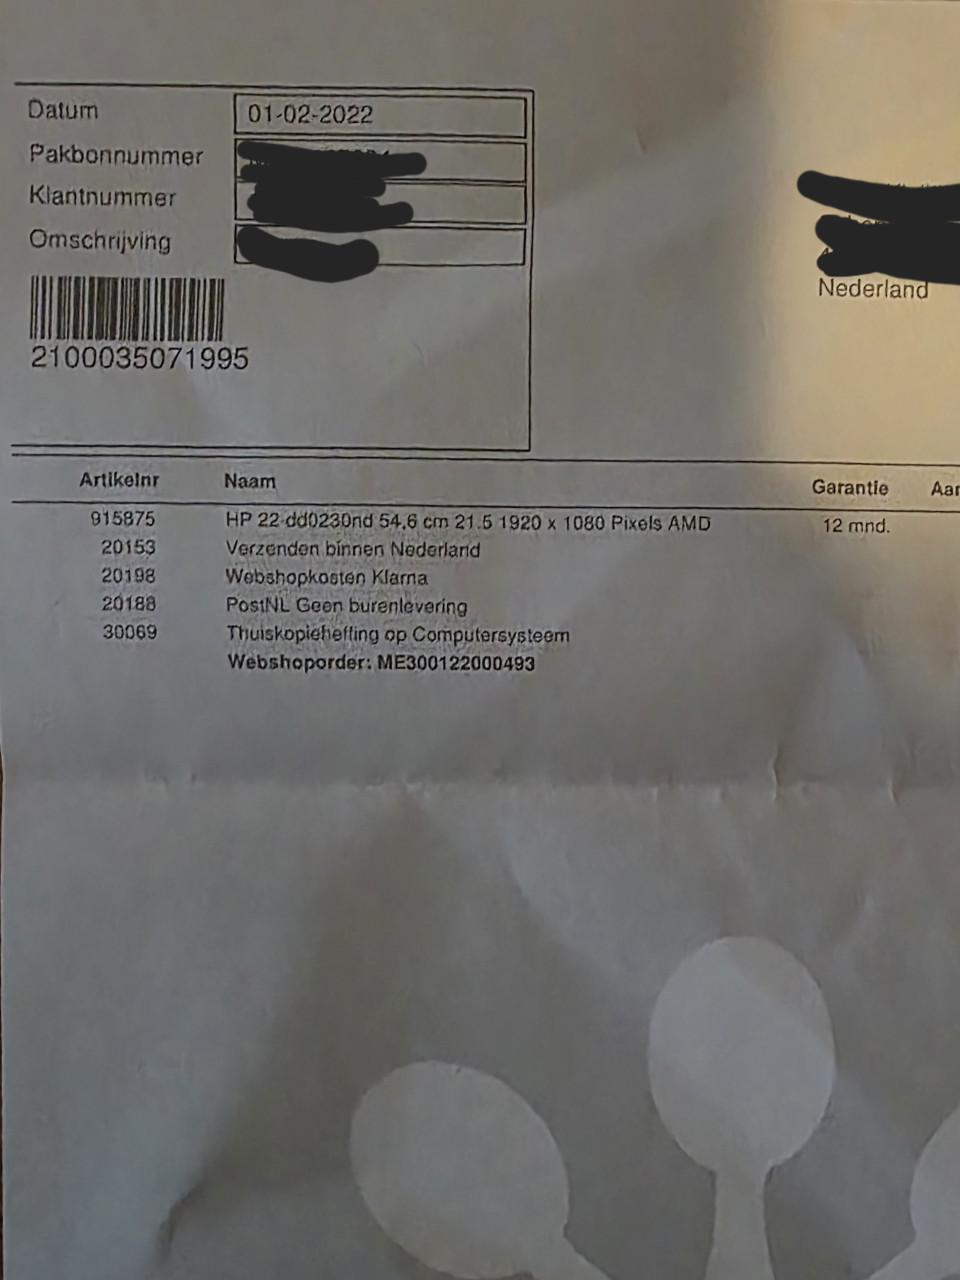 Datum 01-02-2022
Pakbonnummer
Klantnummer
Omschrijving
2100035071995
Nederland
Artikelnr Naam Garantie Aar
915875 HP 22-dd0230nd 54,6 cm 21.5 1920 x 1080 Pixels AMD 12 mnd.
20153 Verzenden binnen Nederland
20198 Webshopkosten Klarna
20188 PostNL Geen burenlevering
30069 Thuiskopieheffing op Computersysteem
Webshoporder: ME300122000493